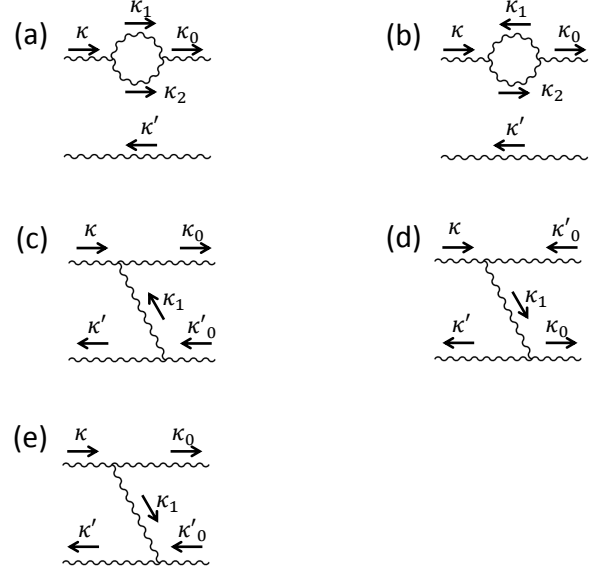 (a) κ κ₁ κ₀
κ₂
κ′
(b) κ κ₁ κ₀
κ₂
κ′
(c) κ κ₀
κ₁
κ′ κ′₀
(d) κ κ′₀
κ₁
κ′ κ₀
(e) κ κ₀
κ₁
κ′ κ′₀